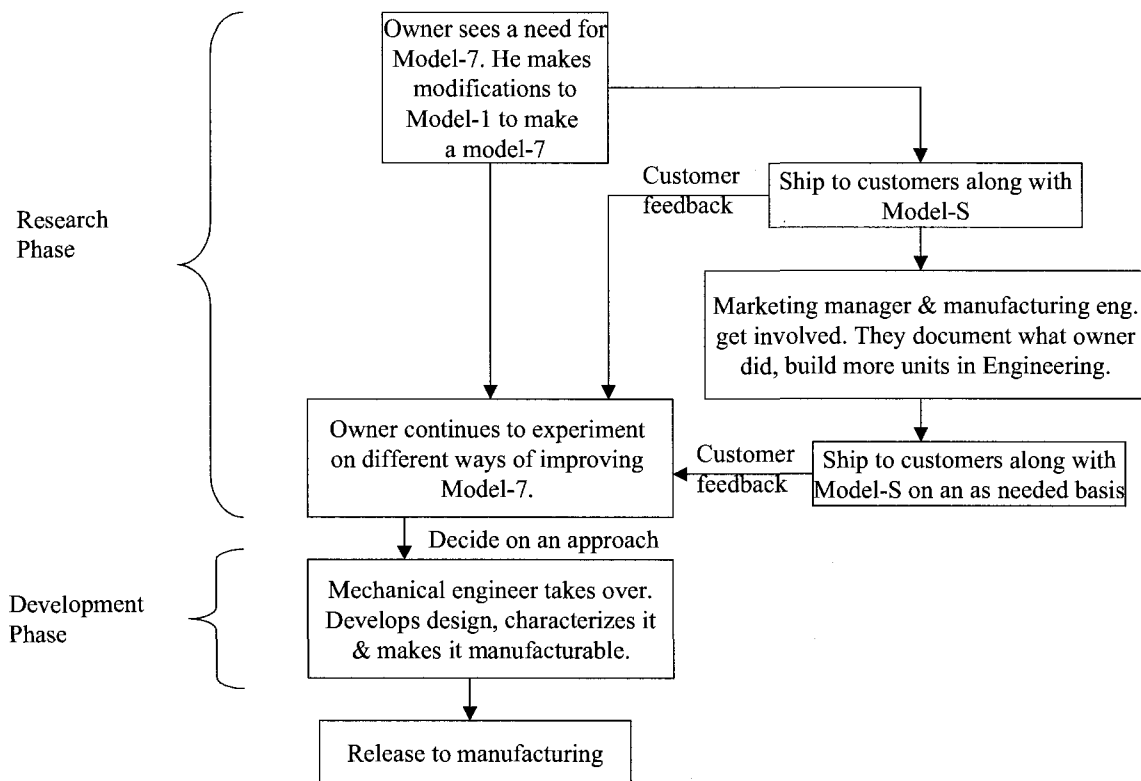 Owner sees a need for
Model-7. He makes
modifications to
Model-1 to make
a model-7
Customer
feedback
Ship to customers along with
Model-S
Research
Phase
Marketing manager & manufacturing eng.
get involved. They document what owner
did, build more units in Engineering.
Owner continues to experiment
on different ways of improving
Model-7.
Customer
feedback
Ship to customers along with
Model-S on an as needed basis
Decide on an approach
Development
Phase
Mechanical engineer takes over.
Develops design, characterizes it
& makes it manufacturable.
Release to manufacturing